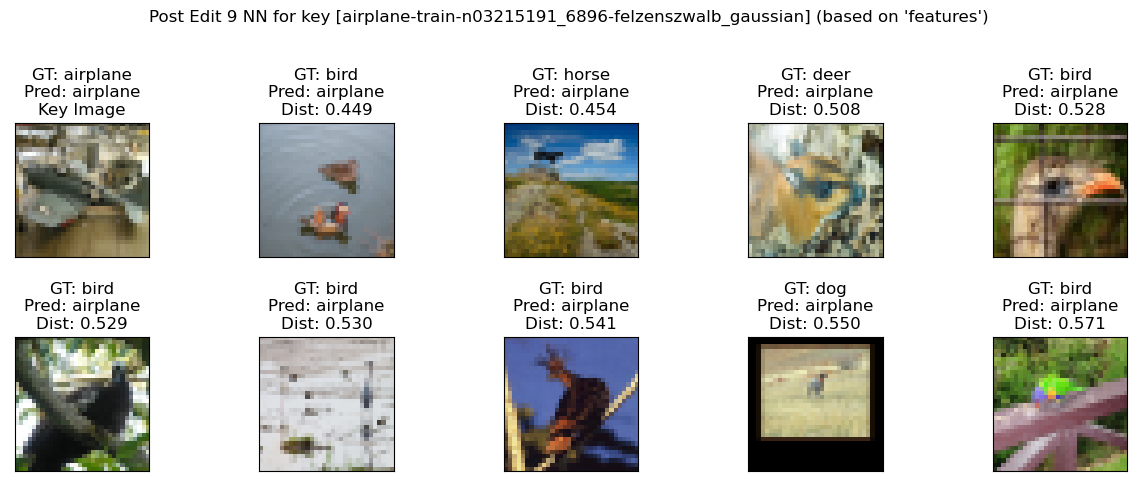 Post Edit 9 NN for key [airplane-train-n03215191_6896-felzenszwalb_gaussian] (based on 'features')
GT: airplane
Pred: airplane
Key Image
GT: bird
Pred: airplane
Dist: 0.449
GT: horse
Pred: airplane
Dist: 0.454
GT: deer
Pred: airplane
Dist: 0.508
GT: bird
Pred: airplane
Dist: 0.528
GT: bird
Pred: airplane
Dist: 0.529
GT: bird
Pred: airplane
Dist: 0.530
GT: bird
Pred: airplane
Dist: 0.541
GT: dog
Pred: airplane
Dist: 0.550
GT: bird
Pred: airplane
Dist: 0.571